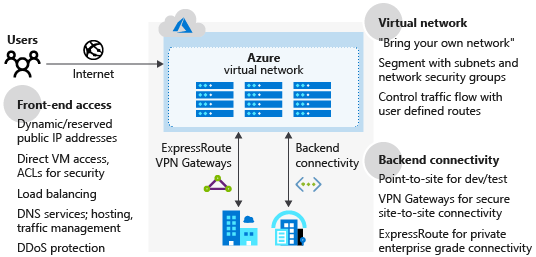 Users
Internet
Front-end access
Dynamic/reserved
public IP addresses
Direct VM access,
ACLs for security
Load balancing
DNS services; hosting,
traffic management
DDoS protection
Azure
virtual network
ExpressRoute
VPN Gateways
Backend
connectivity
Virtual network
"Bring your own network"
Segment with subnets and
network security groups
Control traffic flow with
user defined routes
Backend connectivity
Point-to-site for dev/test
VPN Gateways for secure
site-to-site connectivity
ExpressRoute for private
enterprise grade connectivity